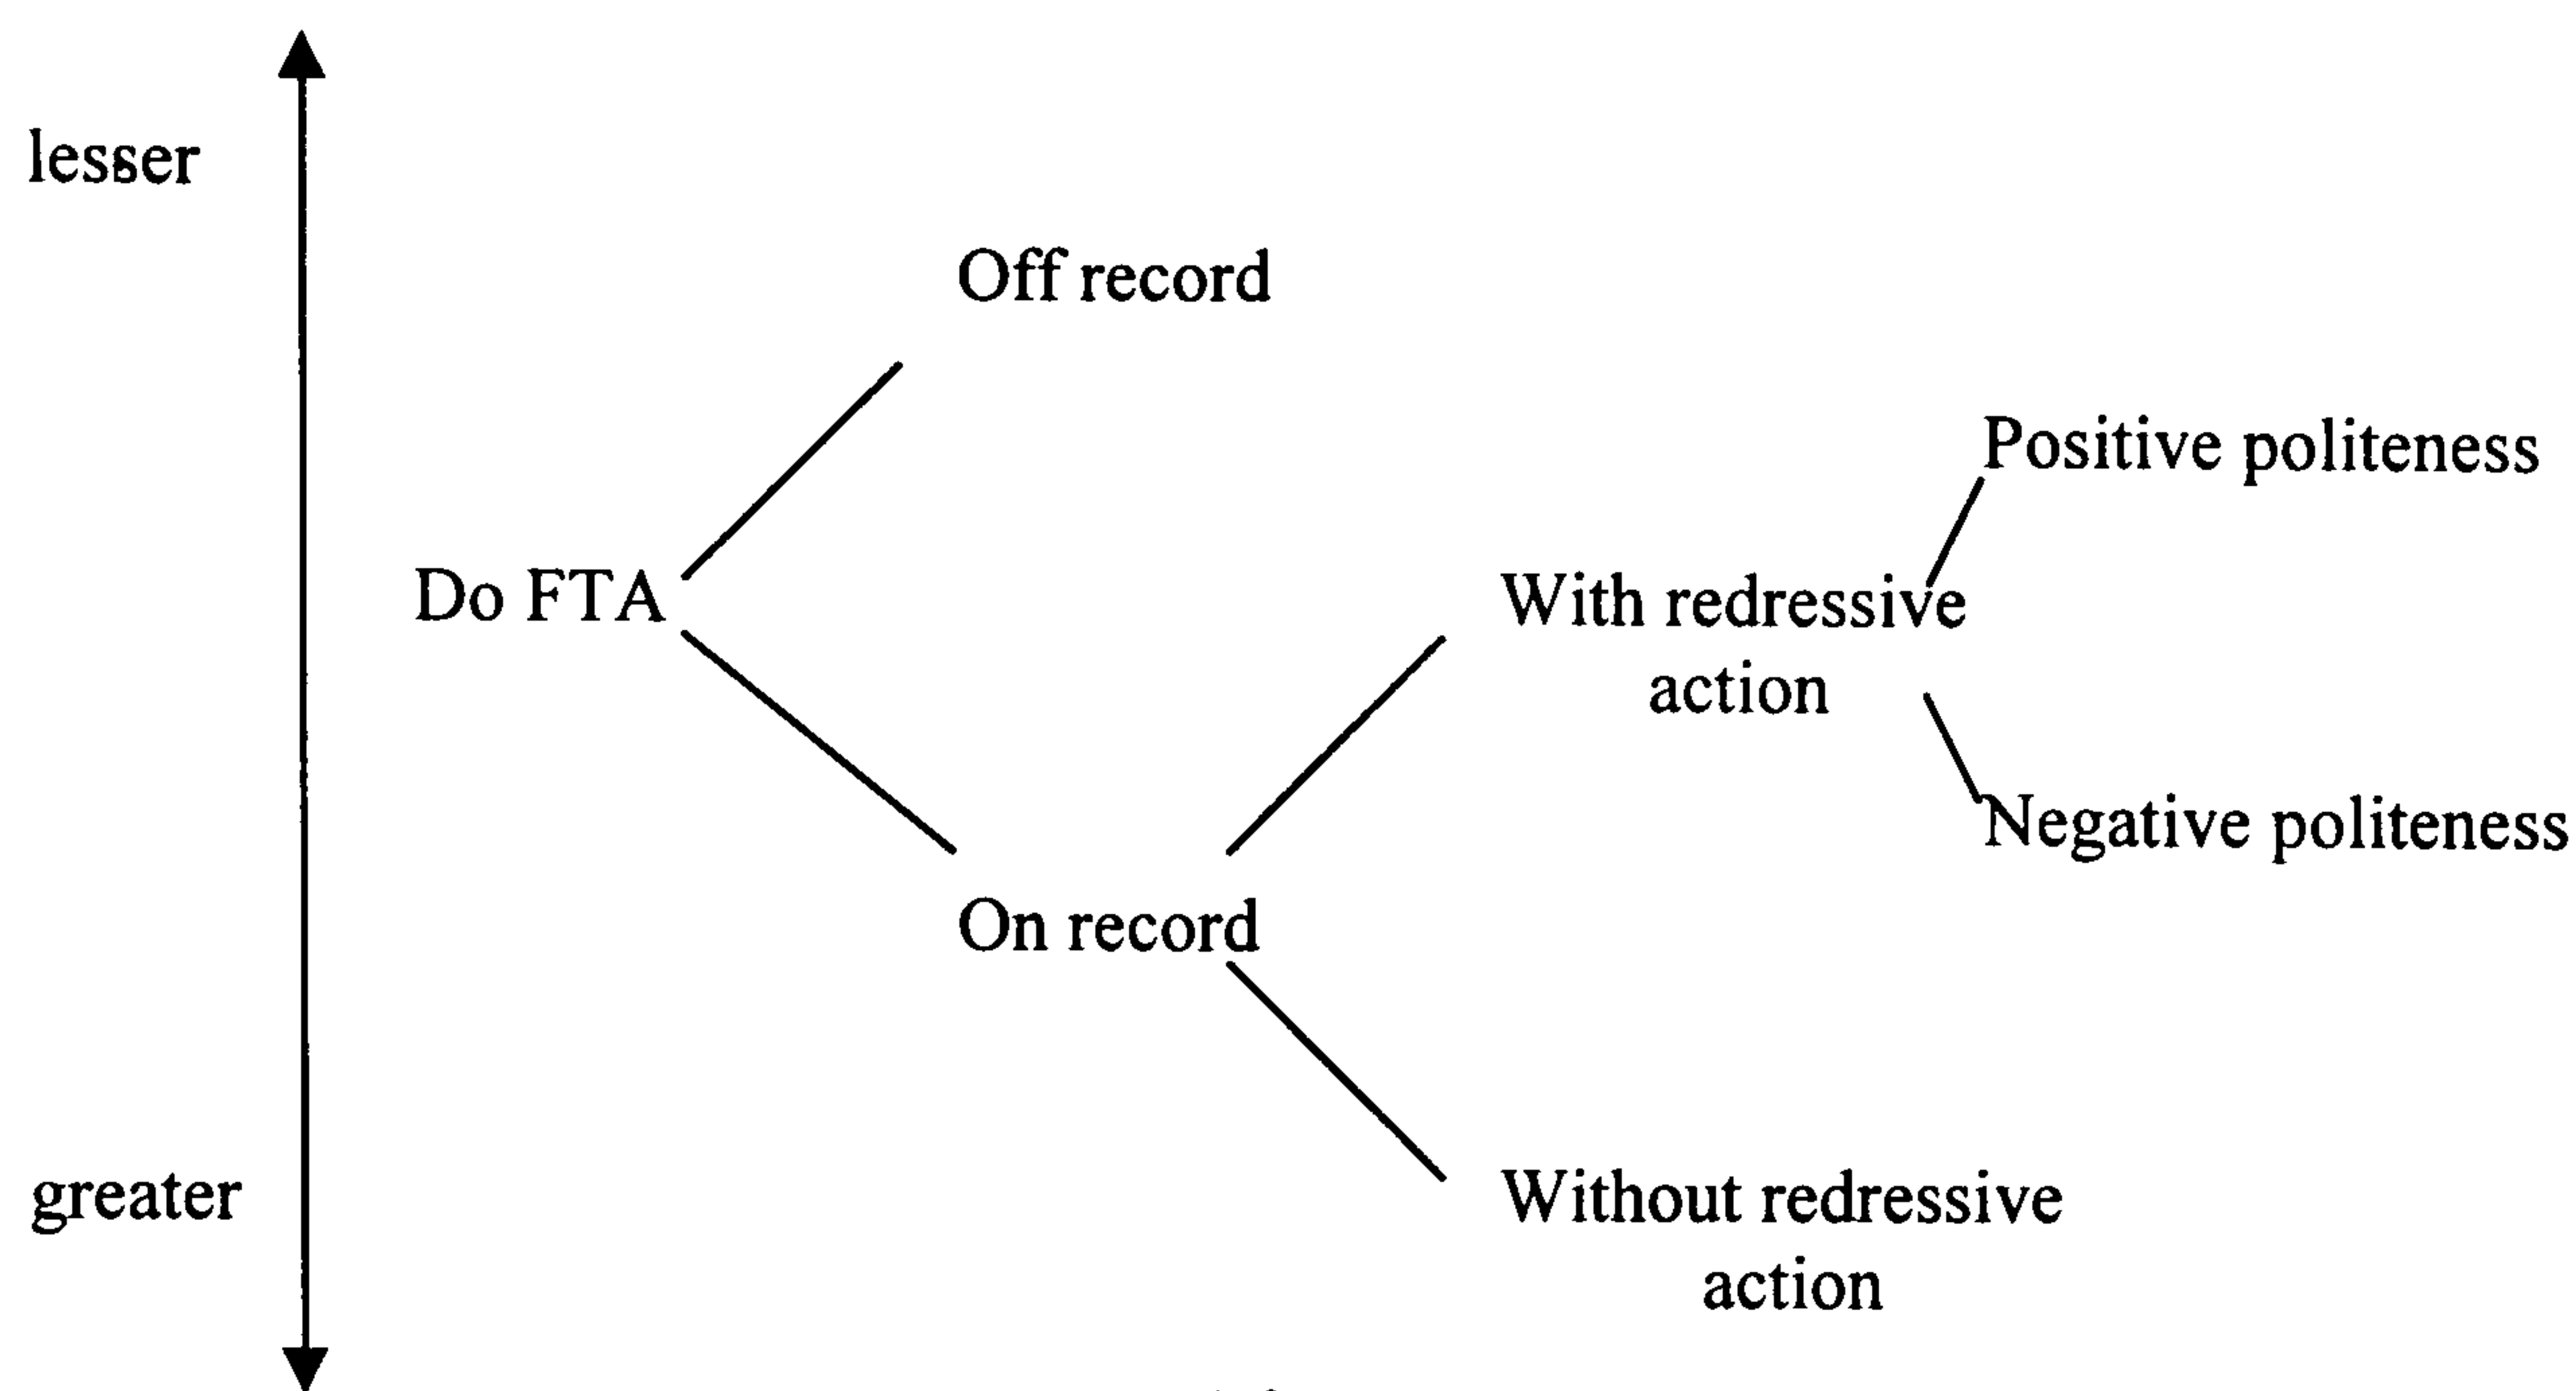 lesser
Off record
Positive politeness
Do FTA
With redressive
action
Negative politeness
On record
greater
Without redressive
action